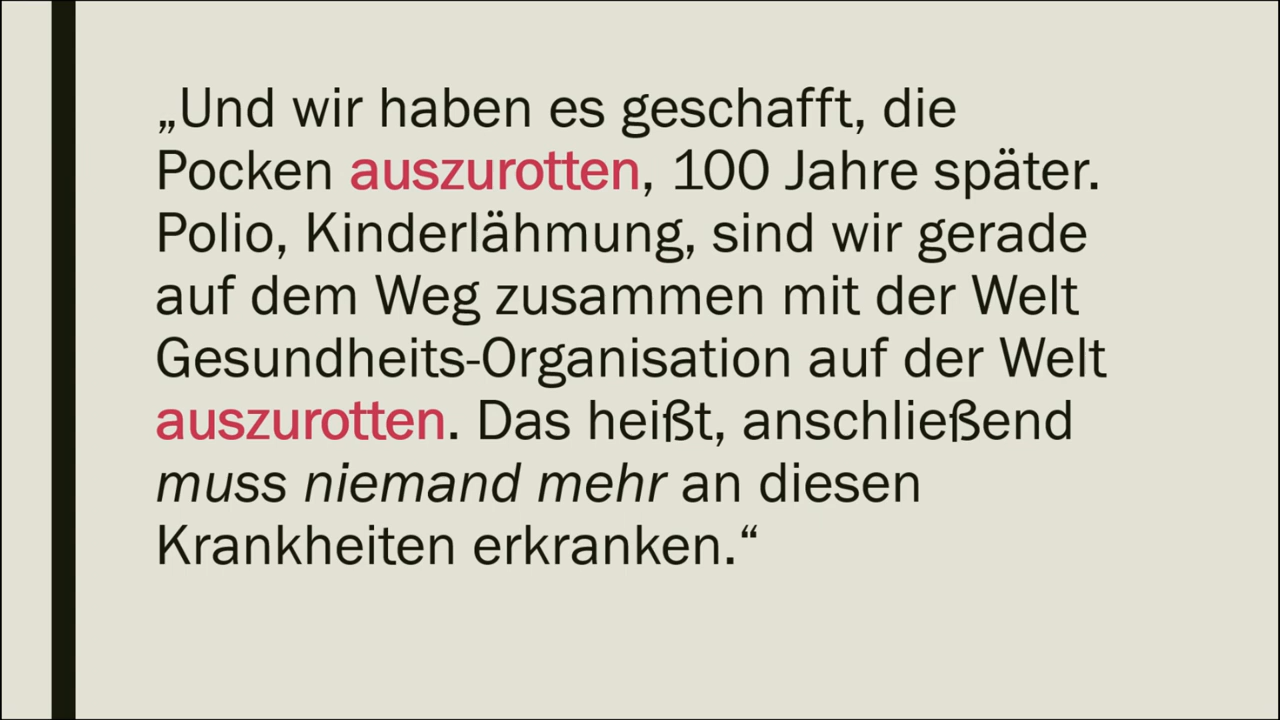 „Und wir haben es geschafft, die
Pocken auszurotten, 100 Jahre später.
Polio, Kinderlähmung, sind wir gerade
auf dem Weg zusammen mit der Welt
Gesundheits-Organisation auf der Welt
auszurotten. Das heißt, anschließend
muss niemand mehr an diesen
Krankheiten erkranken.“